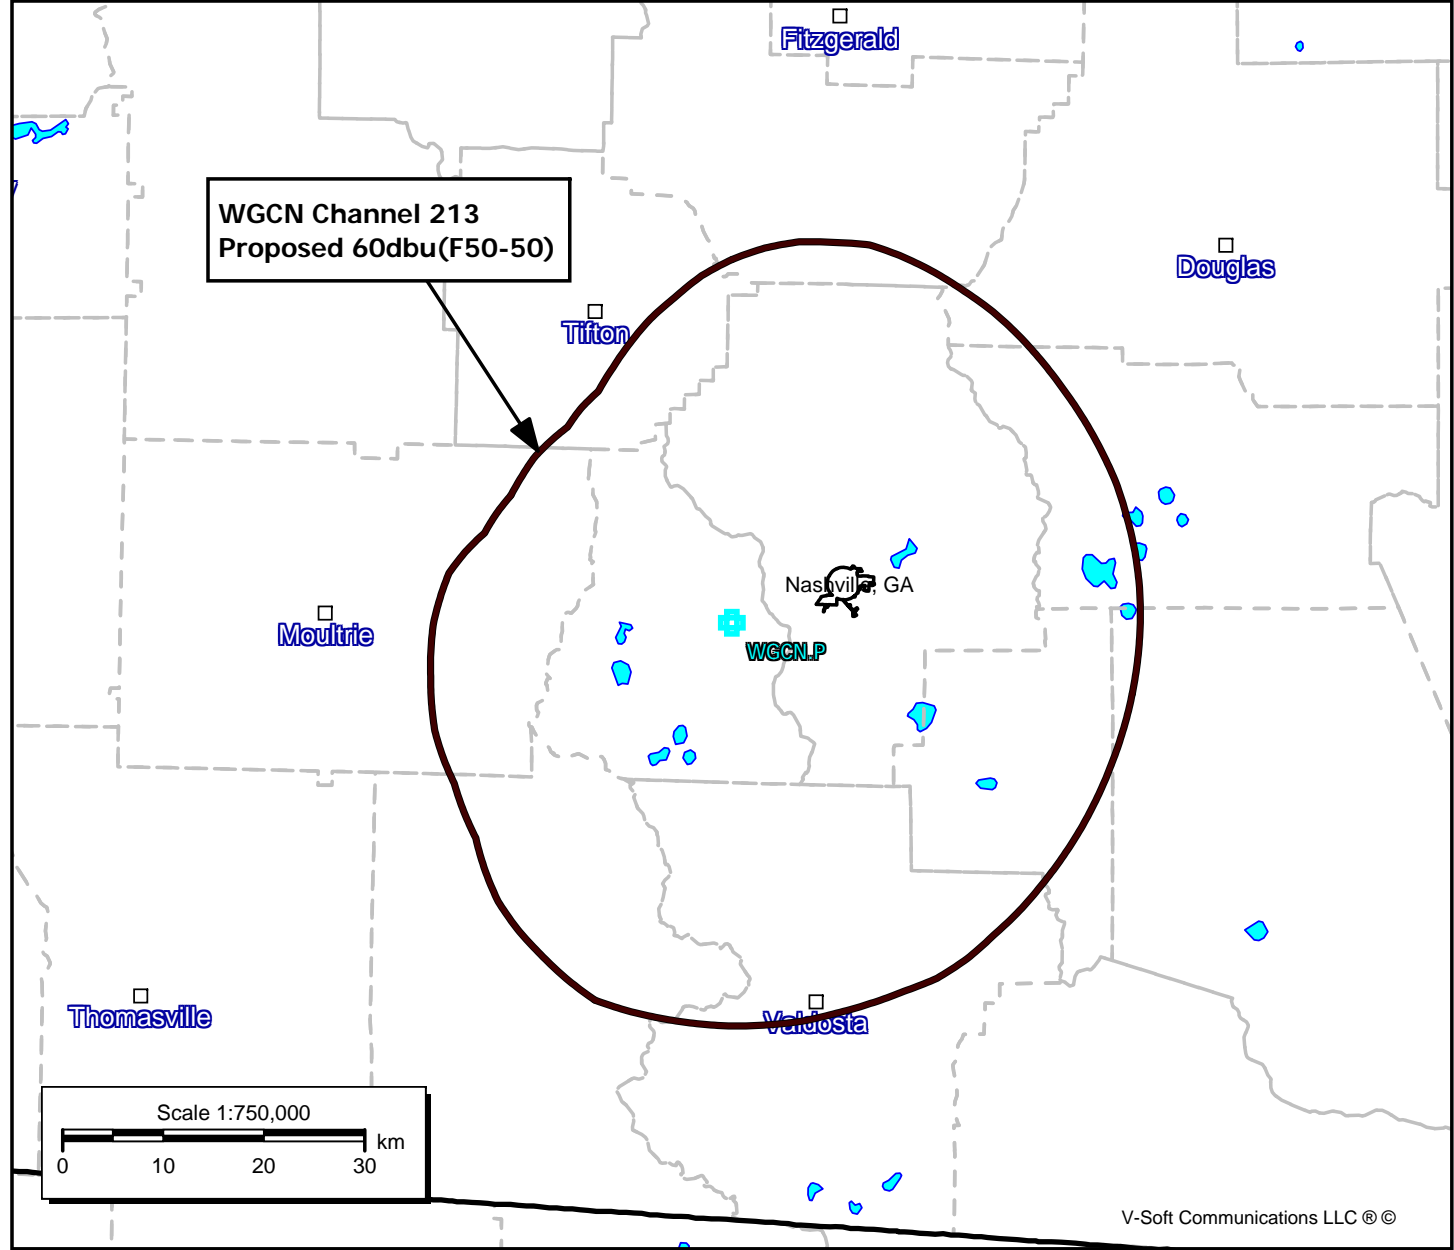 Fitzgerald
WGCN Channel 213
Proposed 60dbu(F50-50)
Douglas
Tifton
Nashville, GA
Moultrie
WGCN.P
Thomasville
Valdosta
Scale 1:750,000
km
0 10 20 30
V-Soft Communications LLC ® ©